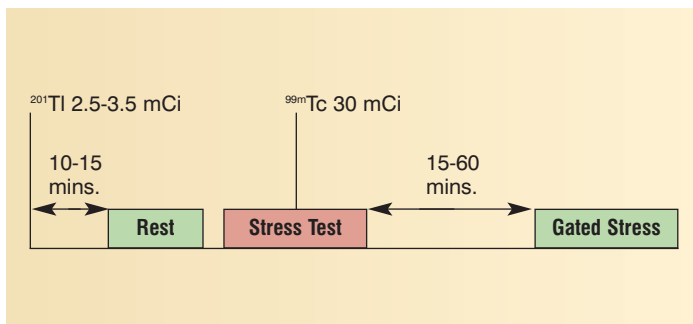 ²⁰¹Tl 2.5-3.5 mCi
⁹⁹ᵐTc 30 mCi
10-15
mins.
15-60
mins.
Rest
Stress Test
Gated Stress